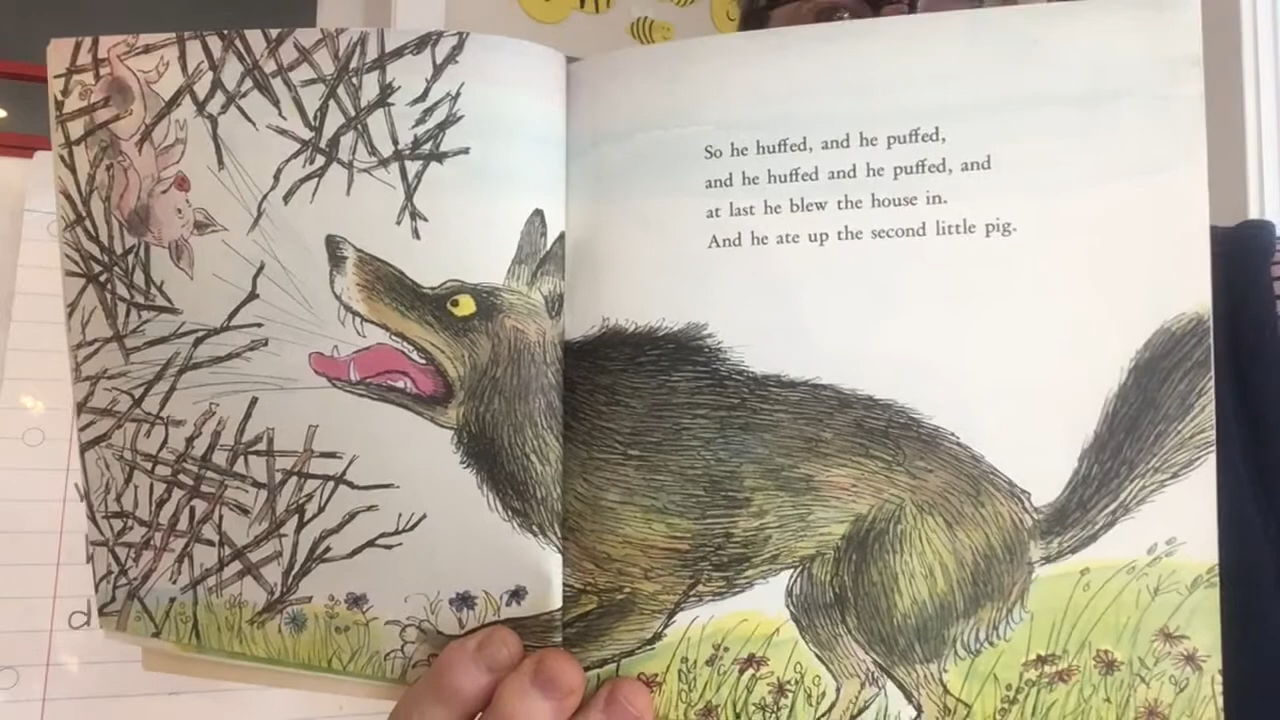 So he huffed, and he puffed,
and he huffed and he puffed, and
at last he blew the house in.
And he ate up the second little pig.
d